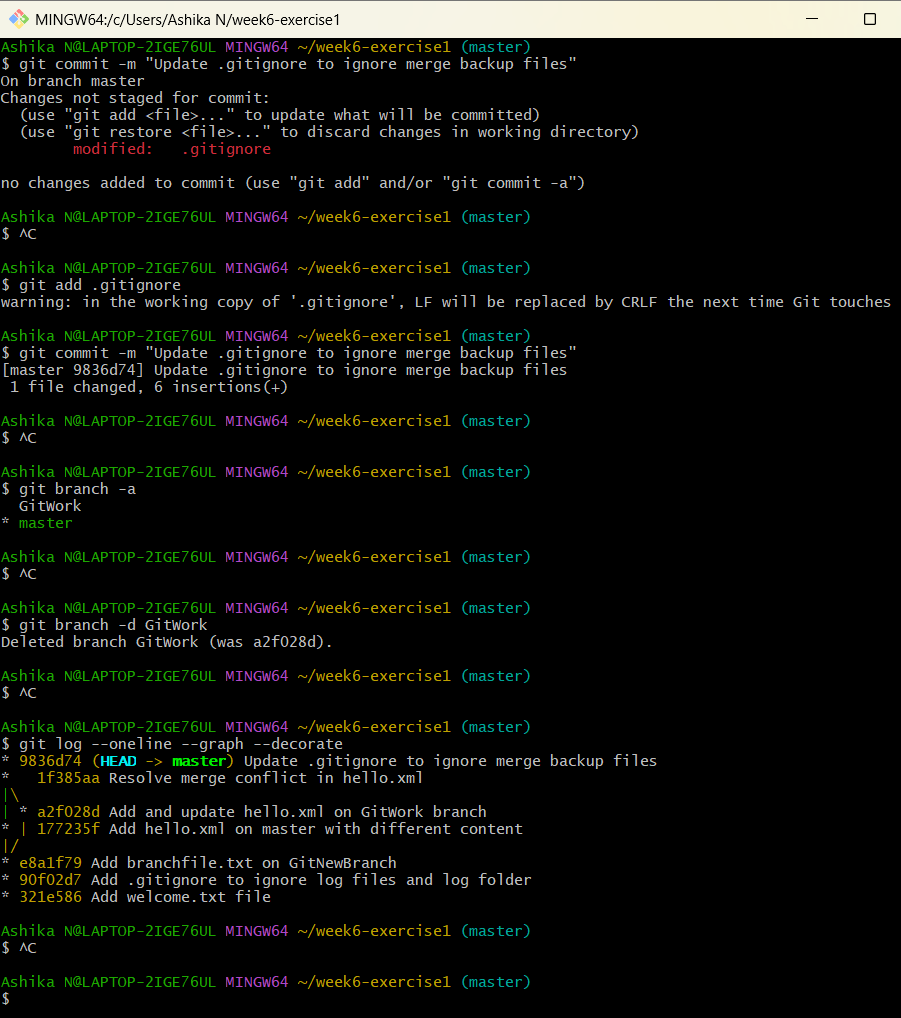 MINGW64:/c/Users/Ashika N/week6-exercise1
Ashika N@LAPTOP-2IGE76UL MINGW64 ~/week6-exercise1 (master)
$ git commit -m "Update .gitignore to ignore merge backup files"
On branch master
Changes not staged for commit:
  (use "git add <file>..." to update what will be committed)
  (use "git restore <file>..." to discard changes in working directory)
        modified:   .gitignore
no changes added to commit (use "git add" and/or "git commit -a")
Ashika N@LAPTOP-2IGE76UL MINGW64 ~/week6-exercise1 (master)
$ ^C
Ashika N@LAPTOP-2IGE76UL MINGW64 ~/week6-exercise1 (master)
$ git add .gitignore
warning: in the working copy of '.gitignore', LF will be replaced by CRLF the next time Git touches
Ashika N@LAPTOP-2IGE76UL MINGW64 ~/week6-exercise1 (master)
$ git commit -m "Update .gitignore to ignore merge backup files"
[master 9836d74] Update .gitignore to ignore merge backup files
 1 file changed, 6 insertions(+)
Ashika N@LAPTOP-2IGE76UL MINGW64 ~/week6-exercise1 (master)
$ ^C
Ashika N@LAPTOP-2IGE76UL MINGW64 ~/week6-exercise1 (master)
$ git branch -a
  GitWork
* master
Ashika N@LAPTOP-2IGE76UL MINGW64 ~/week6-exercise1 (master)
$ ^C
Ashika N@LAPTOP-2IGE76UL MINGW64 ~/week6-exercise1 (master)
$ git branch -d GitWork
Deleted branch GitWork (was a2f028d).
Ashika N@LAPTOP-2IGE76UL MINGW64 ~/week6-exercise1 (master)
$ ^C
Ashika N@LAPTOP-2IGE76UL MINGW64 ~/week6-exercise1 (master)
$ git log --oneline --graph --decorate
* 9836d74 (HEAD -> master) Update .gitignore to ignore merge backup files
*   1f385aa Resolve merge conflict in hello.xml
|\
| * a2f028d Add and update hello.xml on GitWork branch
* | 177235f Add hello.xml on master with different content
|/
* e8a1f79 Add branchfile.txt on GitNewBranch
* 90f02d7 Add .gitignore to ignore log files and log folder
* 321e586 Add welcome.txt file
Ashika N@LAPTOP-2IGE76UL MINGW64 ~/week6-exercise1 (master)
$ ^C
Ashika N@LAPTOP-2IGE76UL MINGW64 ~/week6-exercise1 (master)
$